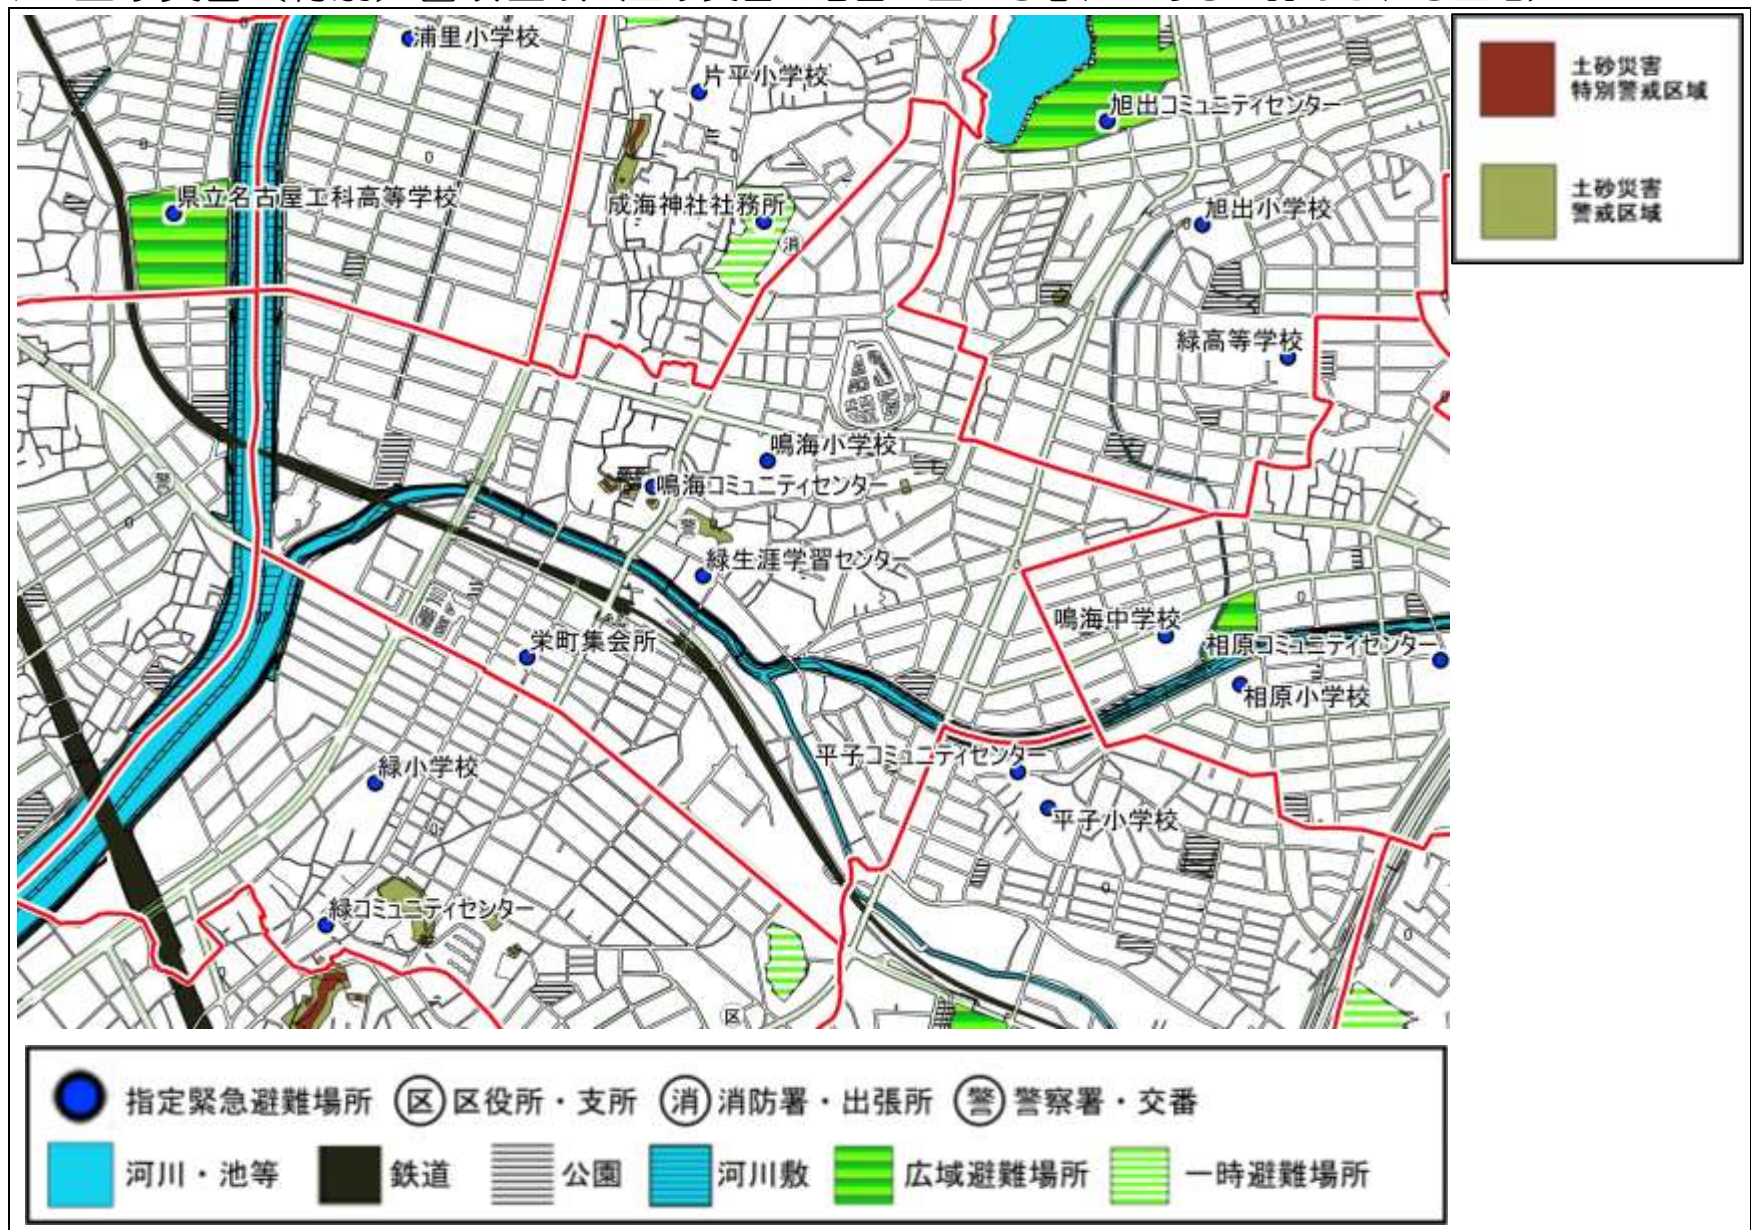 浦里小学校
片平小学校
旭出コミュニティセンター
県立名古屋工科高等学校
成海神社社務所
消
旭出小学校
緑高等学校
鳴海小学校
鳴海コミュニティセンター
警
警
緑生涯学習センター
鳴海中学校
栄町集会所
相原コミュニティセンター
相原小学校
平子コミュニティセンター
緑小学校
平子小学校
緑コミュニティセンター
区
土砂災害
特別警戒区域
土砂災害
警戒区域
指定緊急避難場所
区 区役所・支所
消 消防署・出張所
警 警察署・交番
河川・池等
鉄道
公園
河川敷
広域避難場所
一時避難場所